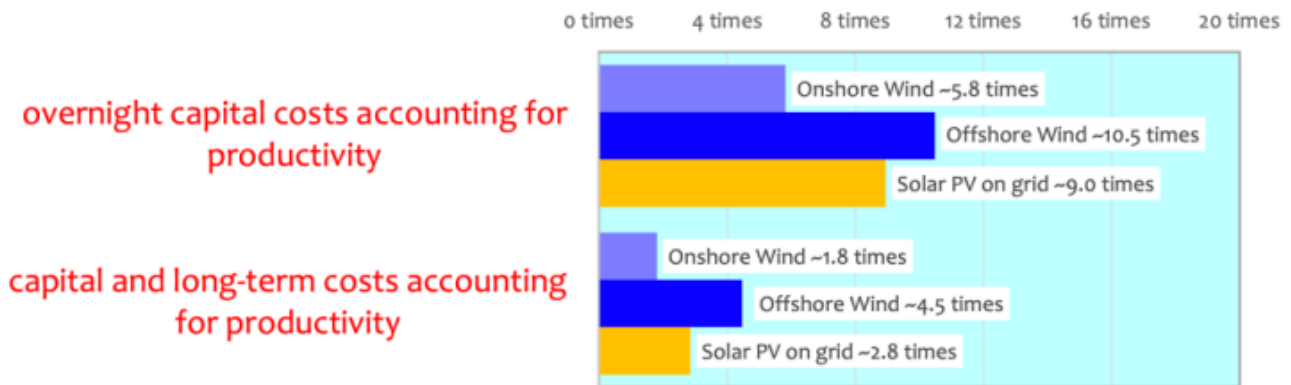 0 times 4 times 8 times 12 times 16 times 20 times
overnight capital costs accounting for
productivity
Onshore Wind ~5.8 times
Offshore Wind ~10.5 times
Solar PV on grid ~9.0 times
capital and long-term costs accounting
for productivity
Onshore Wind ~1.8 times
Offshore Wind ~4.5 times
Solar PV on grid ~2.8 times